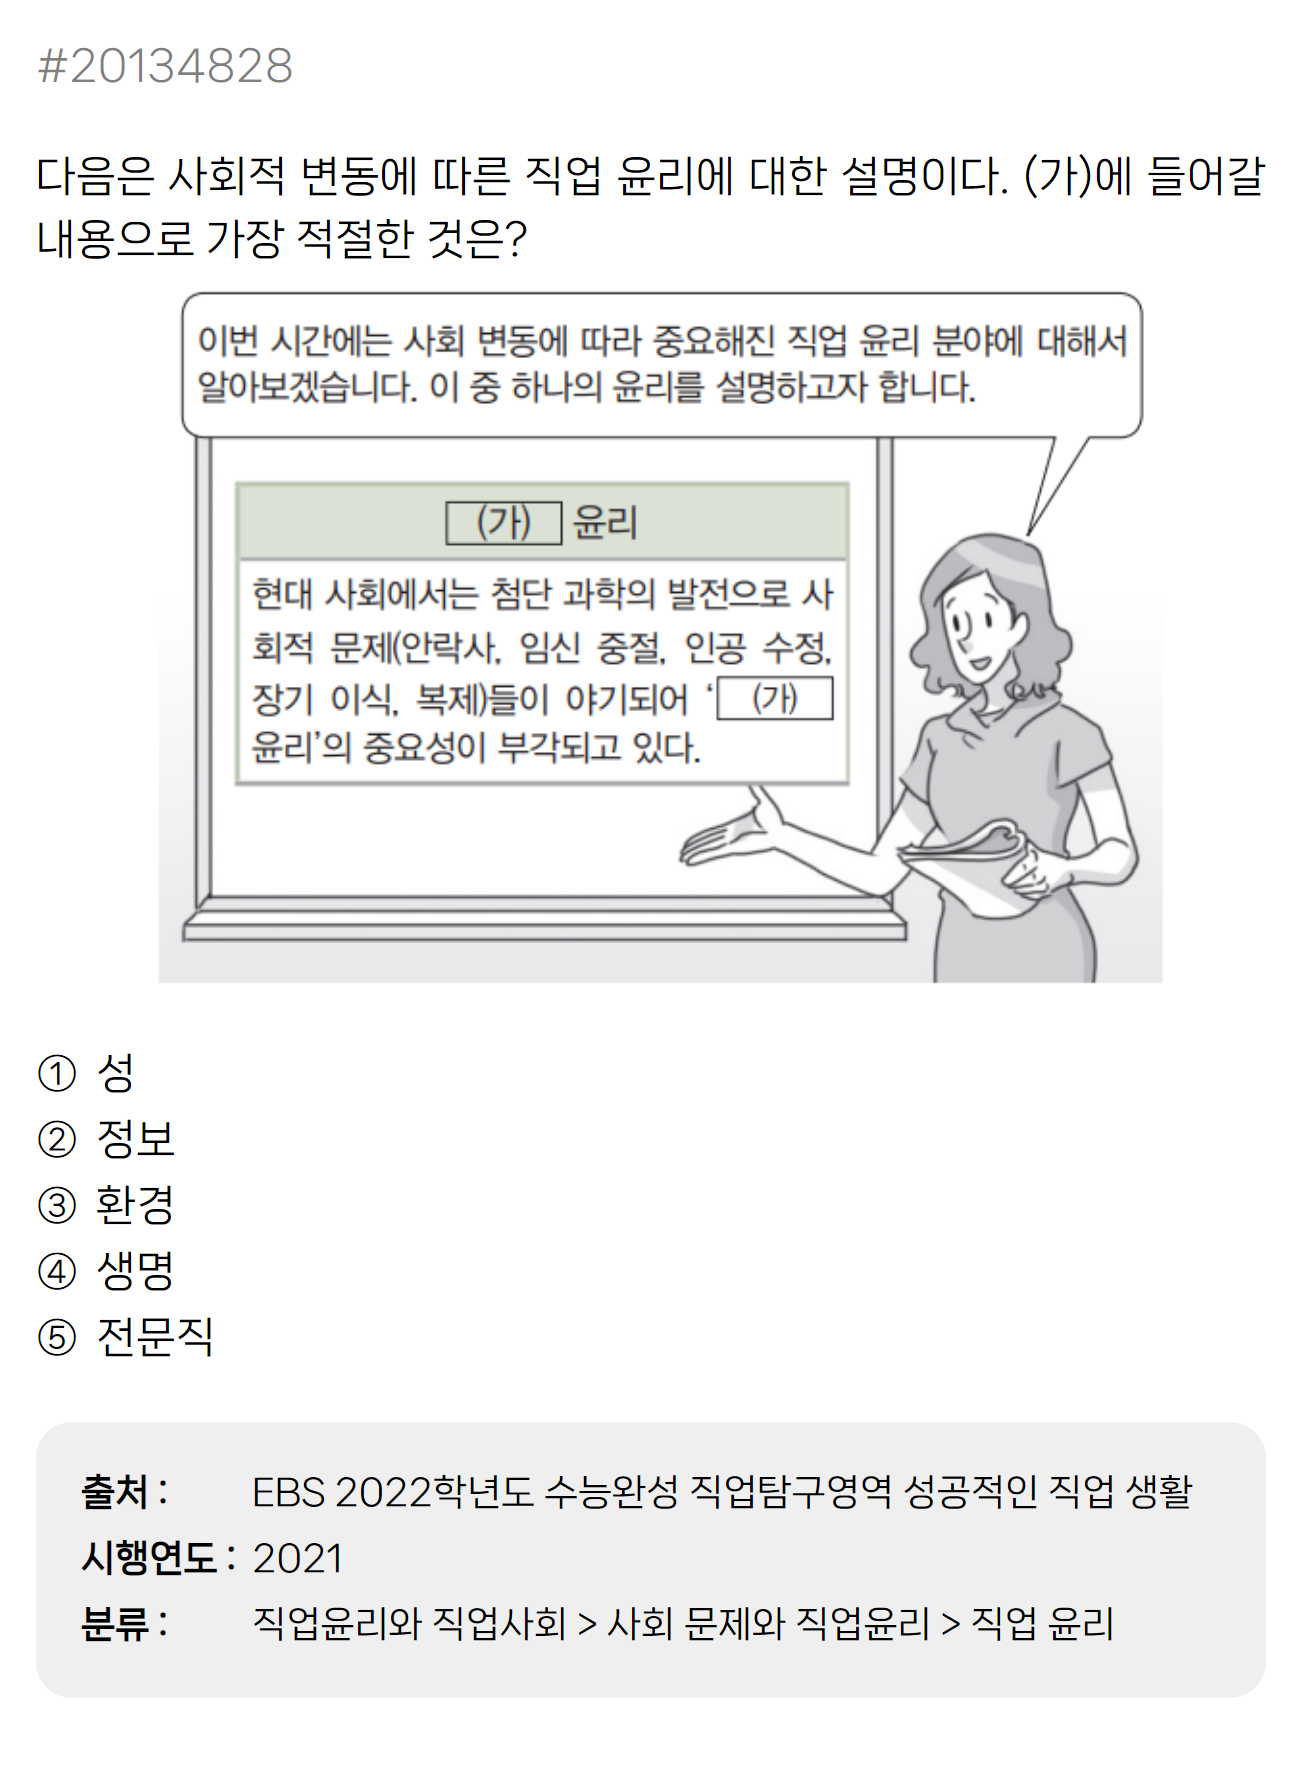 #20134828
다음은 사회적 변동에 따른 직업 윤리에 대한 설명이다. (가)에 들어갈
내용으로 가장 적절한 것은?
이번 시간에는 사회 변동에 따라 중요해진 직업 윤리 분야에 대해서
알아보겠습니다. 이 중 하나의 윤리를 설명하고자 합니다.
(가) 윤리
현대 사회에서는 첨단 과학의 발전으로 사
회적 문제(안락사, 임신 중절, 인공 수정,
장기 이식, 복제)들이 야기되어 ‘ (가)
윤리’의 중요성이 부각되고 있다.
① 성
② 정보
③ 환경
④ 생명
⑤ 전문직
출처 : EBS 2022학년도 수능완성 직업탐구영역 성공적인 직업 생활
시행연도 : 2021
분류 : 직업윤리와 직업사회 > 사회 문제와 직업윤리 > 직업 윤리